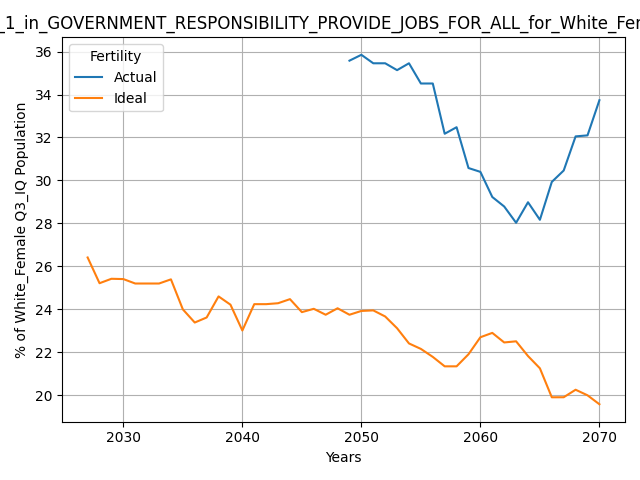 _1_in_GOVERNMENT_RESPONSIBILITY_PROVIDE_JOBS_FOR_ALL_for_White_Fe
Fertility
Actual
Ideal
% of White_Female Q3_IQ Population
36
34
32
30
28
26
24
22
20
2030 2040 2050 2060 2070
Years